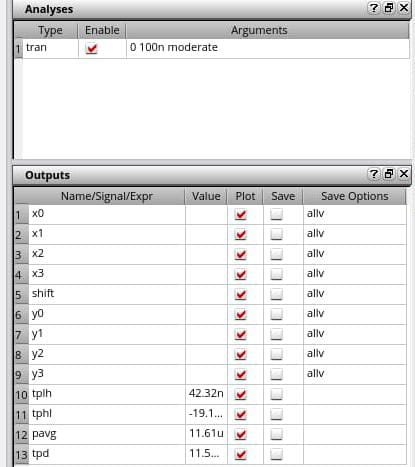 Analyses
Type Enable Arguments
1 tran 0 100n moderate
Outputs
Name/Signal/Expr Value Plot Save Save Options
1 x0 allv
2 x1 allv
3 x2 allv
4 x3 allv
5 shift allv
6 y0 allv
7 y1 allv
8 y2 allv
9 y3 allv
10 tplh 42.32n
11 tphl -19.1...
12 pavg 11.61u
13 tpd 11.5...